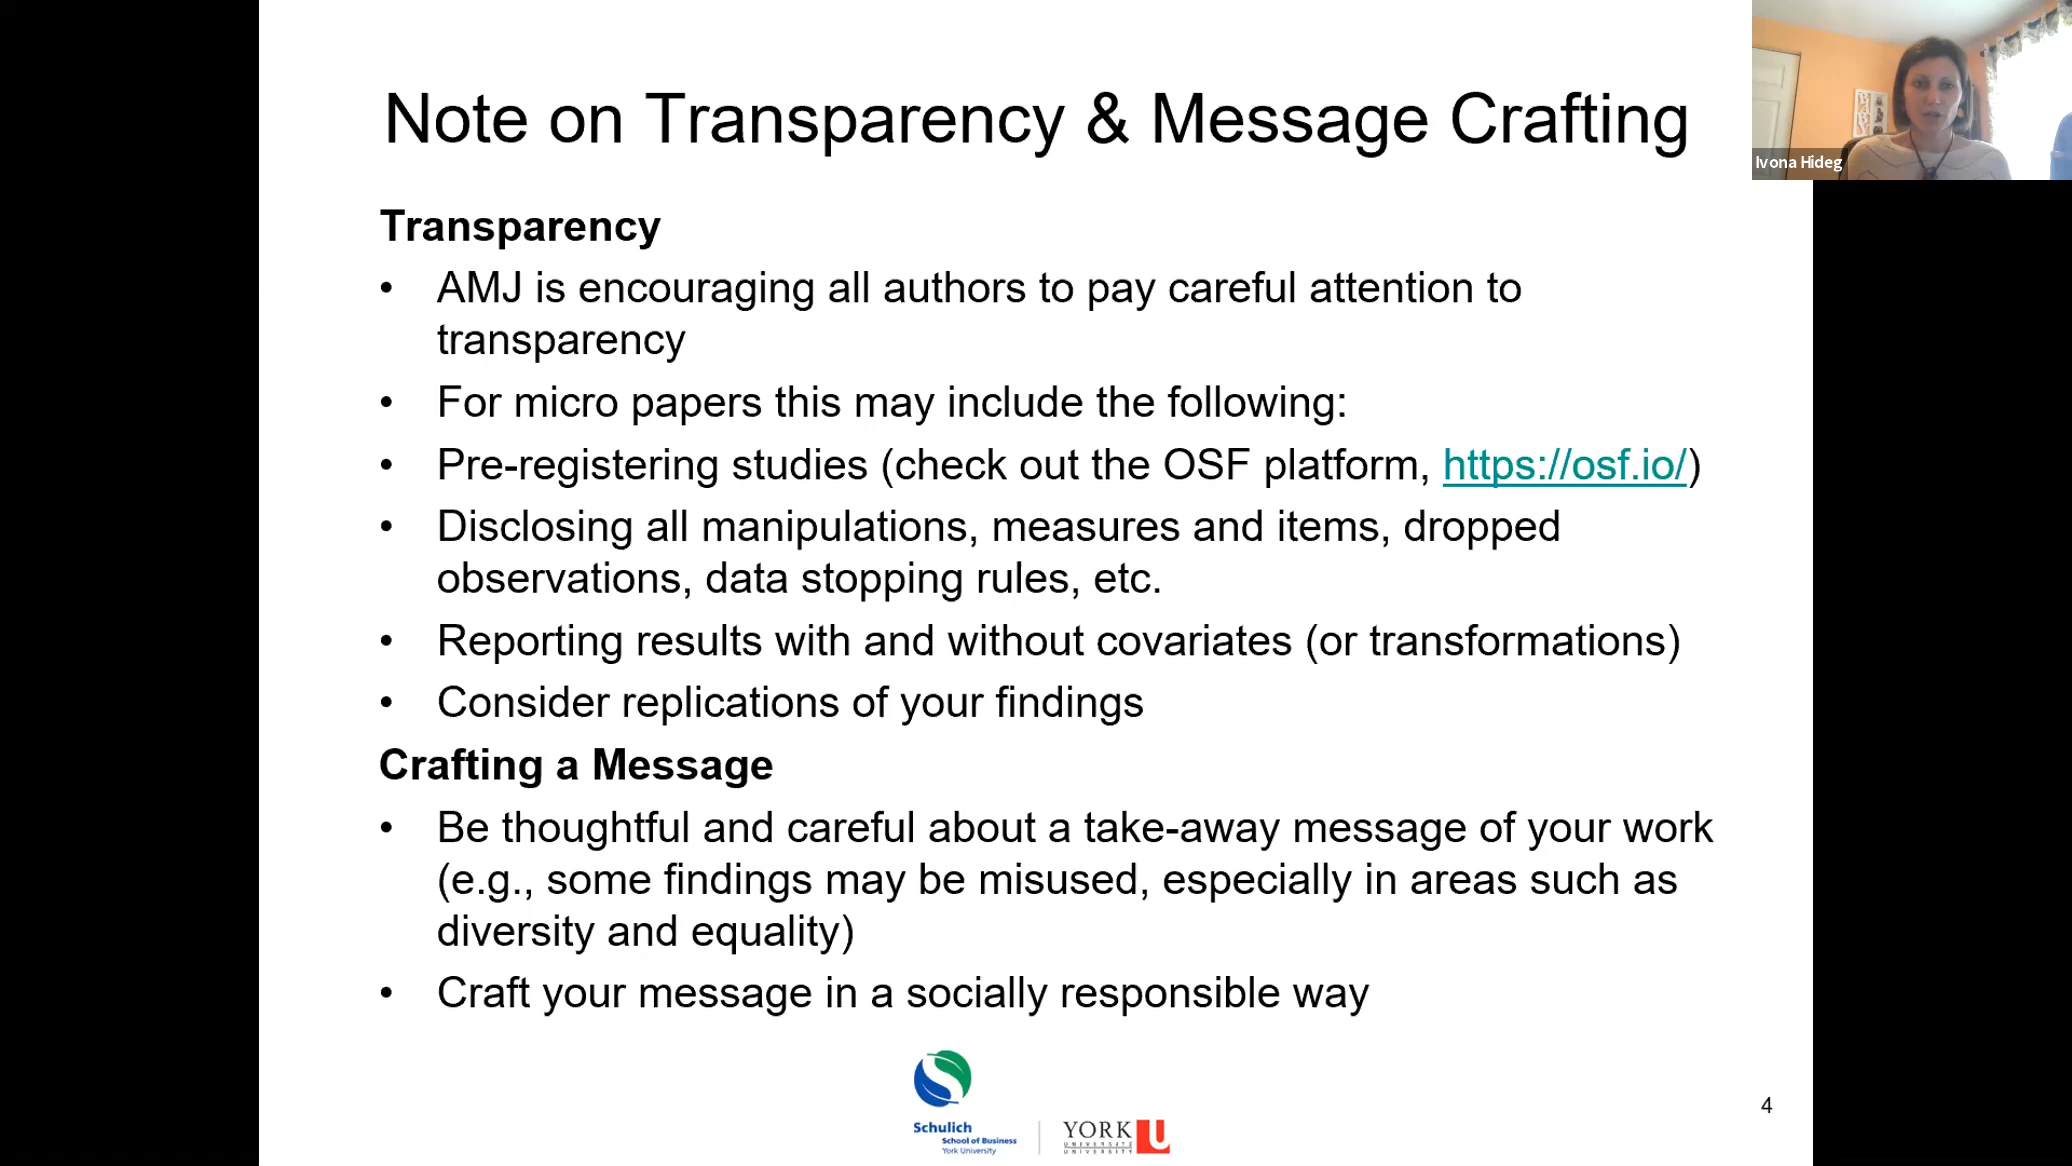 Note on Transparency & Message Crafting
Ivona Hideg
Transparency
• AMJ is encouraging all authors to pay careful attention to
transparency
• For micro papers this may include the following:
• Pre-registering studies (check out the OSF platform, https://osf.io/)
• Disclosing all manipulations, measures and items, dropped
observations, data stopping rules, etc.
• Reporting results with and without covariates (or transformations)
• Consider replications of your findings
Crafting a Message
• Be thoughtful and careful about a take-away message of your work
(e.g., some findings may be misused, especially in areas such as
diversity and equality)
• Craft your message in a socially responsible way
Schulich
School of Business
York University
YORK U
UNIVERSITÉ
UNIVERSITY
4